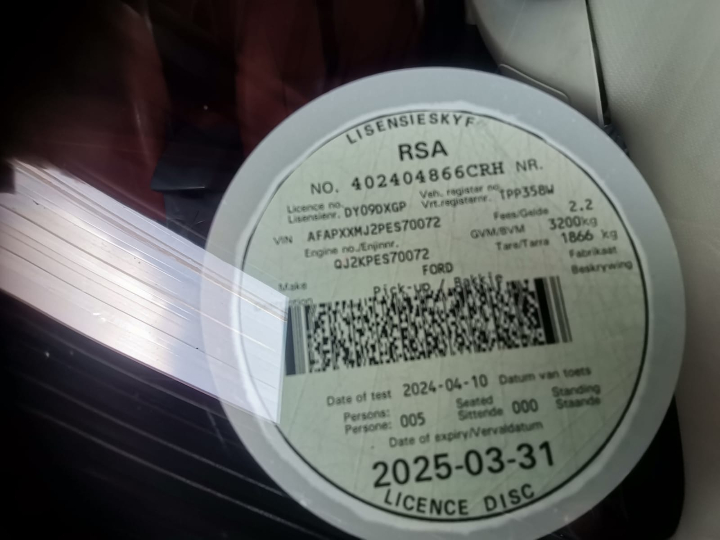 LISENSIESKYF
RSA
NO. 402404866CRH NR.
Licence no. Veh. register no.
Lisensienr. DY09DXGP Vrt.registernr. TPP358W
VIN AFAPXXMJ2PES70072 Fees/Gelde 2.2
Engine no./Enjinnr. GVM/BVM 3200kg
QJ2KPES70072 Tare/Tarra 1866 kg
Make FORD Fabrikaat
Pick-up / Bakkie Beskrywing
Date of test 2024-04-10 Datum van toets
Persons: Seated Standing
Persone: 005 Sittende 000 Staande
Date of expiry/Vervaldatum
2025-03-31
LICENCE DISC